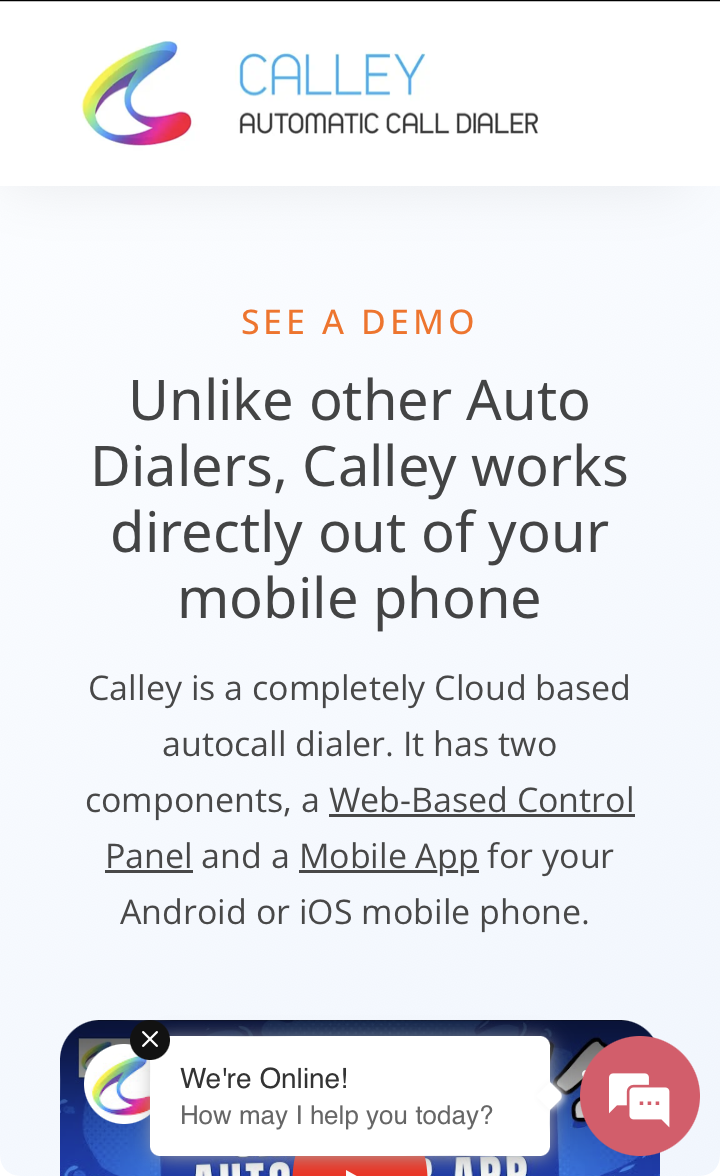 CALLEY
AUTOMATIC CALL DIALER
SEE A DEMO
Unlike other Auto
Dialers, Calley works
directly out of your
mobile phone
Calley is a completely Cloud based
autocall dialer. It has two
components, a Web-Based Control
Panel and a Mobile App for your
Android or iOS mobile phone.
We're Online!
How may I help you today?
APP